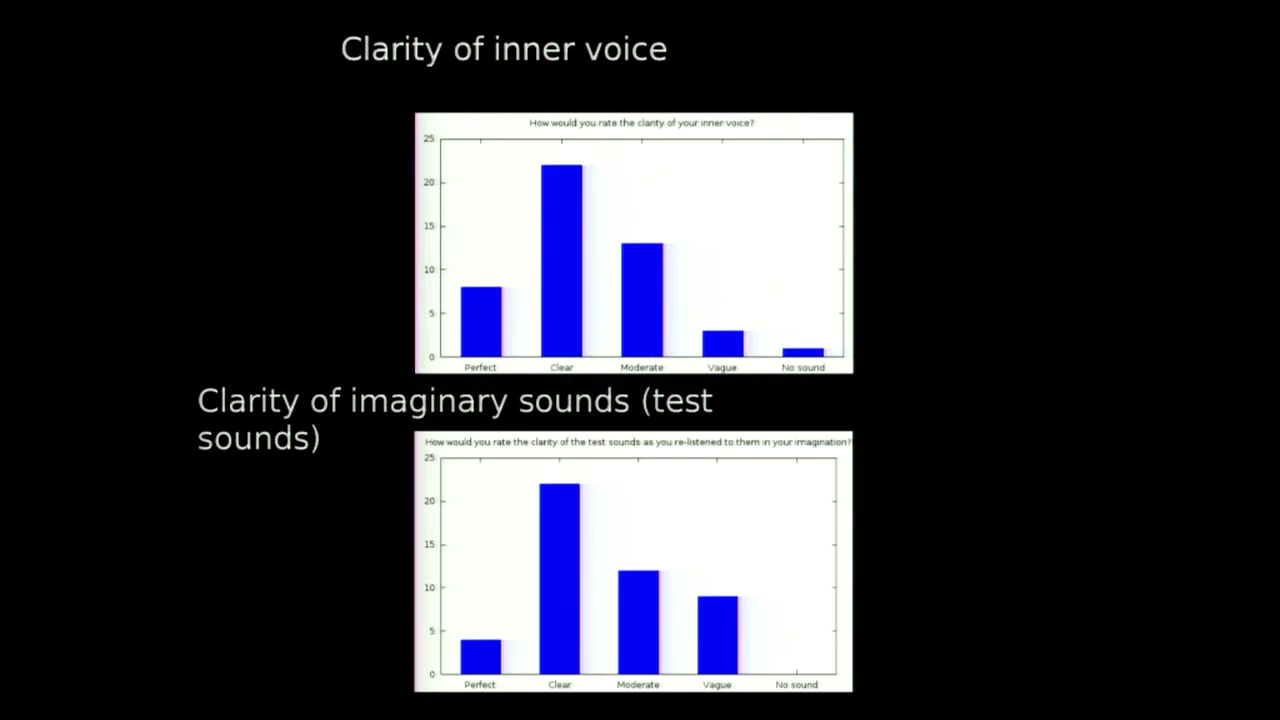 Clarity of inner voice
How would you rate the clarity of your inner voice?
25
20
15
10
5
0
Perfect Clear Moderate Vague No sound
Clarity of imaginary sounds (test
sounds)
How would you rate the clarity of the test sounds as you re-listened to them in your imagination?
25
20
15
10
5
0
Perfect Clear Moderate Vague No sound